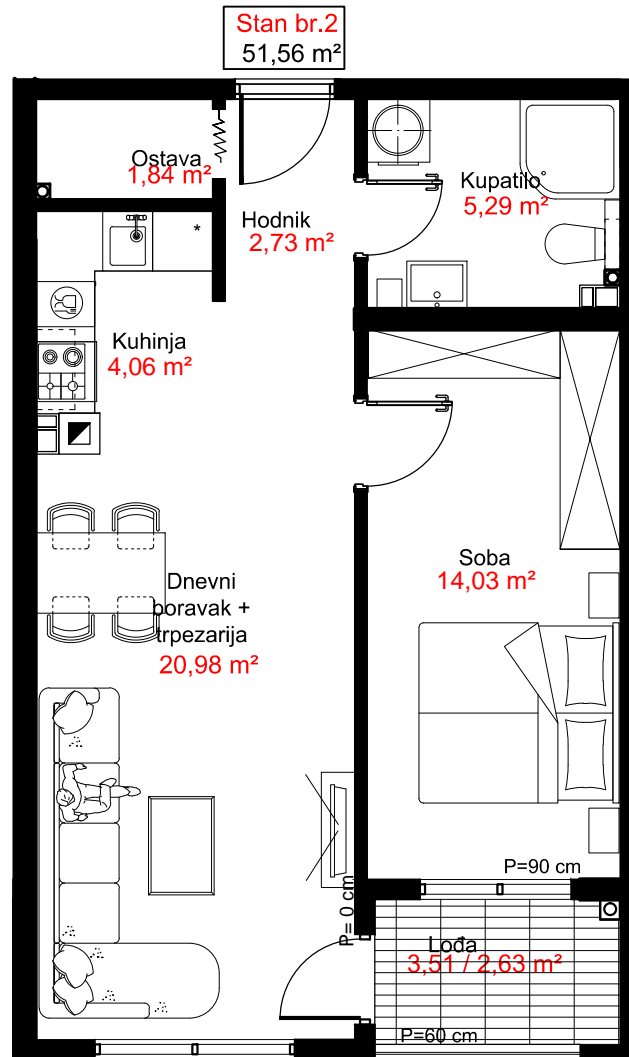 Stan br.2
51,56 m²
Ostava
1,84 m²
Hodnik
2,73 m²
Kupatilo
5,29 m²
*
Kuhinja
4,06 m²
Soba
14,03 m²
Dnevni
boravak +
trpezarija
20,98 m²
P=90 cm
P= 0 cm
Lođa
3,51 / 2,63 m²
P=60 cm